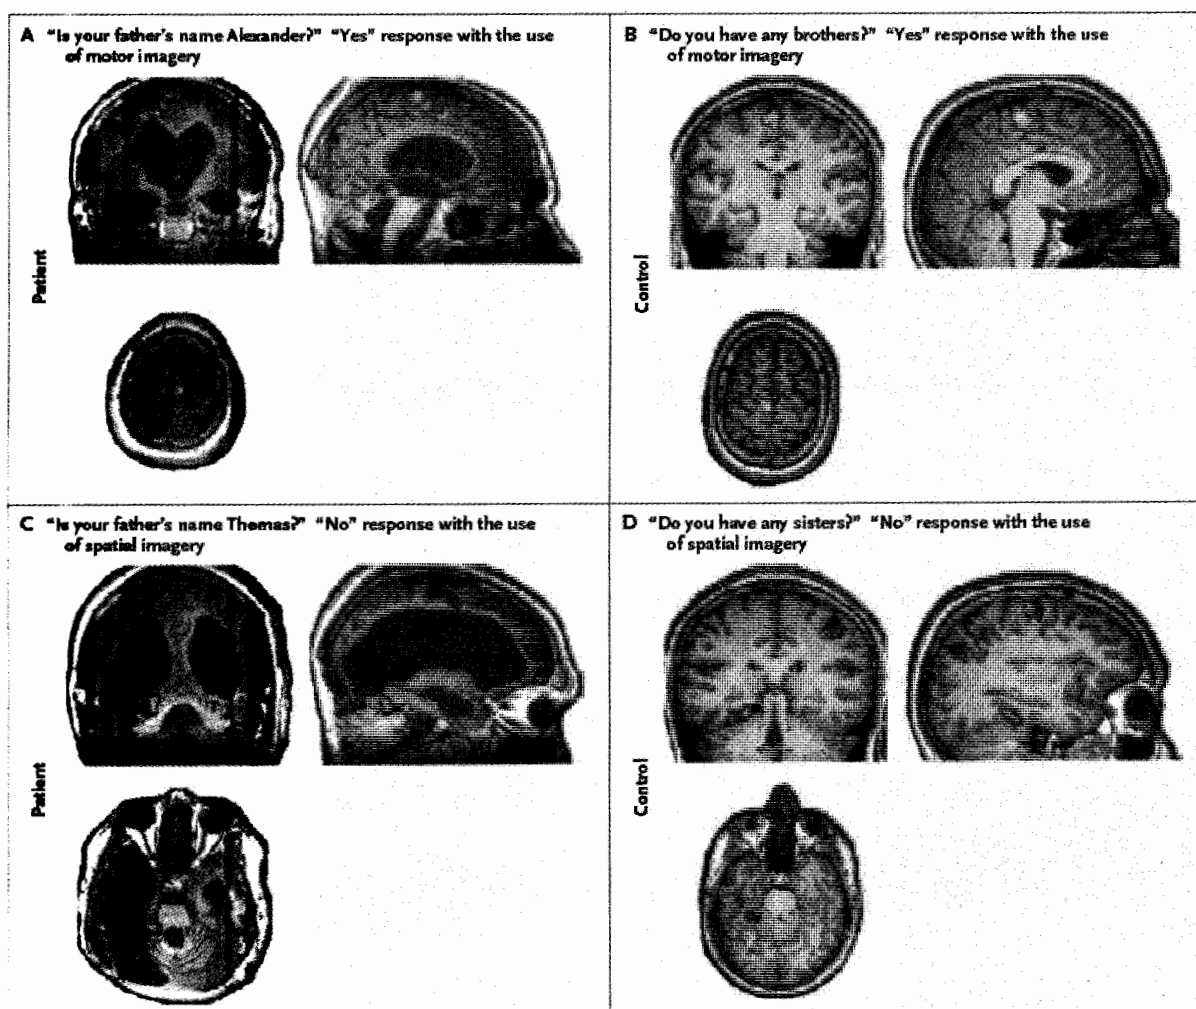 A "Is your father's name Alexander?" "Yes" response with the use
of motor imagery
B "Do you have any brothers?" "Yes" response with the use
of motor imagery
Patient
Control
C "Is your father's name Thomas?" "No" response with the use
of spatial imagery
D "Do you have any sisters?" "No" response with the use
of spatial imagery
Patient
Control